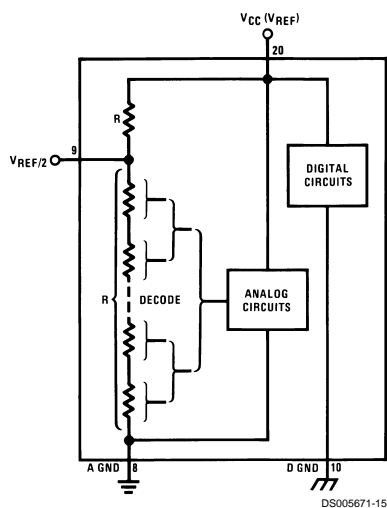 VCC (VREF)
20
R
9
VREF/2
DIGITAL
CIRCUITS
R
DECODE
ANALOG
CIRCUITS
A GND
8
D GND
10
DS005671-15